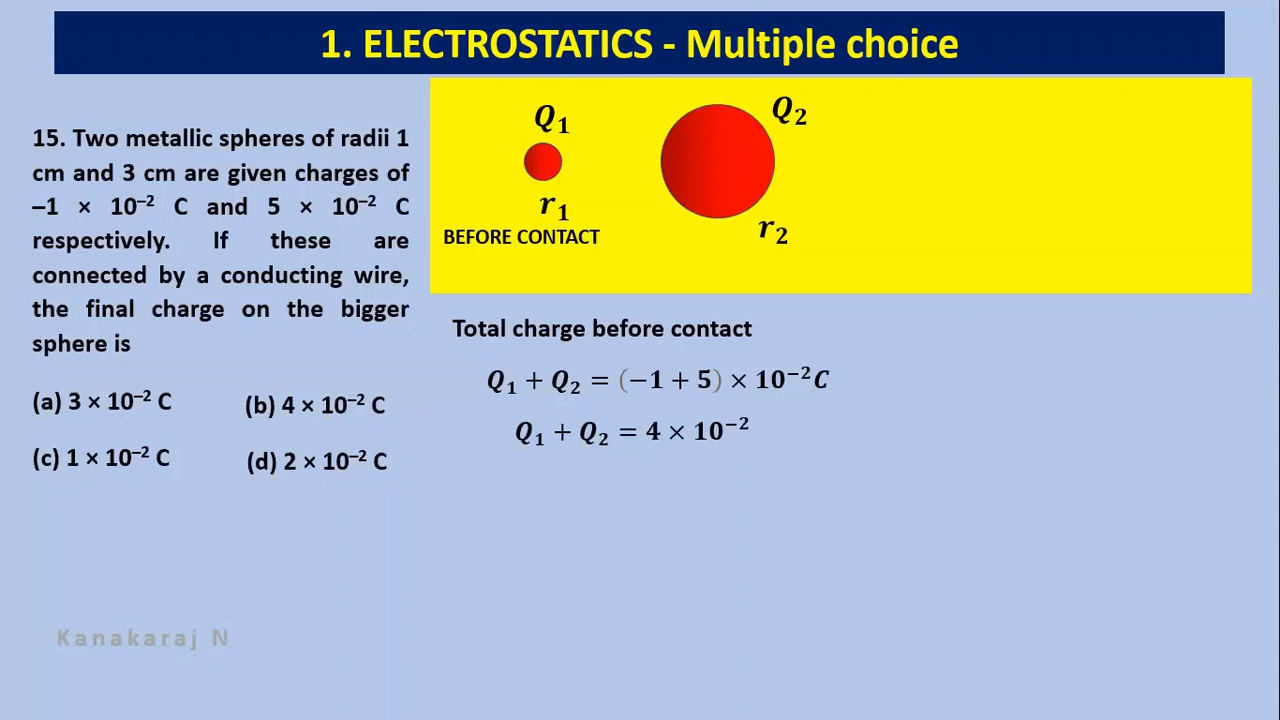 1. ELECTROSTATICS - Multiple choice
15. Two metallic spheres of radii 1
cm and 3 cm are given charges of
–1 × 10⁻² C and 5 × 10⁻² C
respectively. If these are
connected by a conducting wire,
the final charge on the bigger
sphere is
(a) 3 × 10⁻² C (b) 4 × 10⁻² C
(c) 1 × 10⁻² C (d) 2 × 10⁻² C
Q₁ Q₂
r₁ r₂
BEFORE CONTACT
Total charge before contact
Q₁ + Q₂ = (−1 + 5) × 10⁻²C
Q₁ + Q₂ = 4 × 10⁻²
Kanakaraj N